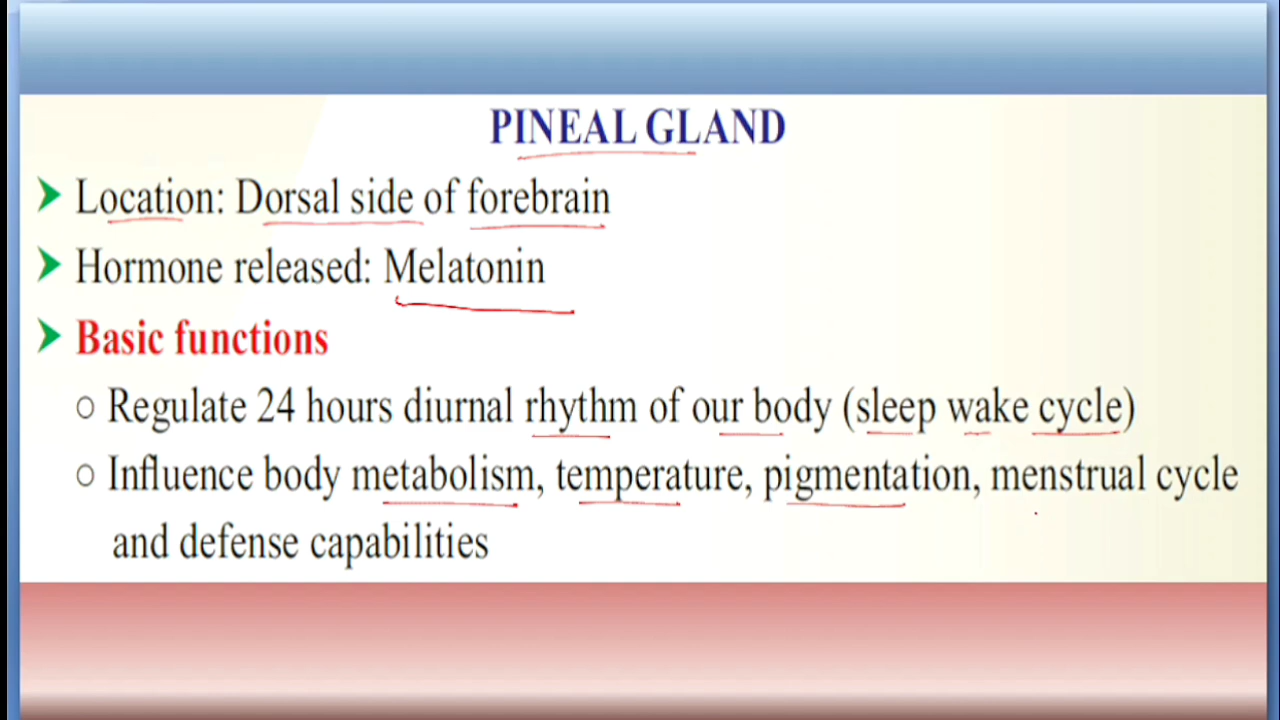 PINEAL GLAND
➤ Location: Dorsal side of forebrain
➤ Hormone released: Melatonin
➤ Basic functions
○ Regulate 24 hours diurnal rhythm of our body (sleep wake cycle)
○ Influence body metabolism, temperature, pigmentation, menstrual cycle
and defense capabilities